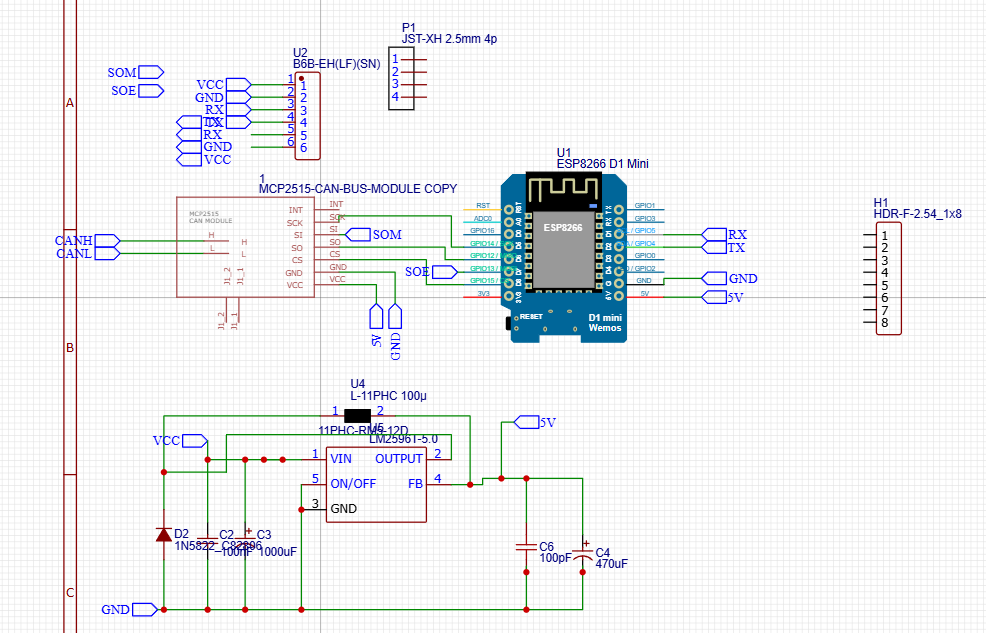 P1
JST-XH 2.5mm 4p
1
2
3
4
U2
B6B-EH(LF)(SN)
SOM
SOE
VCC
GND
RX
TX
RX
GND
VCC
1
2
3
4
5
6
1
2
3
4
5
6
A
B
C
1
MCP2515-CAN-BUS-MODULE COPY
MCP2515
CAN MODULE
INT
SCK
SI
SO
CS
GND
VCC
INT
SCK
SI
SO
CS
GND
VCC
H
L
H
L
J1_2
J1_1
J1_2
J1_1
CANH
CANL
SOM
SOE
5V
GND
U1
ESP8266 D1 Mini
RST
ADC0
GPIO16
GPIO14 /
GPIO12 /
GPIO13 /
GPIO15 /
3V3
ESP8266
RESET
D1 mini
Wemos
GPIO1
GPIO3
/ GPIO5
/ GPIO4
GPIO0
/ GPIO2
GND
5V
RX
TX
GND
5V
H1
HDR-F-2.54_1x8
1
2
3
4
5
6
7
8
U4
L-11PHC 100µ
1
2
11PHC-RM5-12D
U5
LM2596T-5.0
VCC
1
VIN
OUTPUT
2
5
ON/OFF
FB
4
3
GND
5V
D2
1N5822_C82296
C2
100nF
C3
1000uF
C6
100pF
C4
470uF
GND